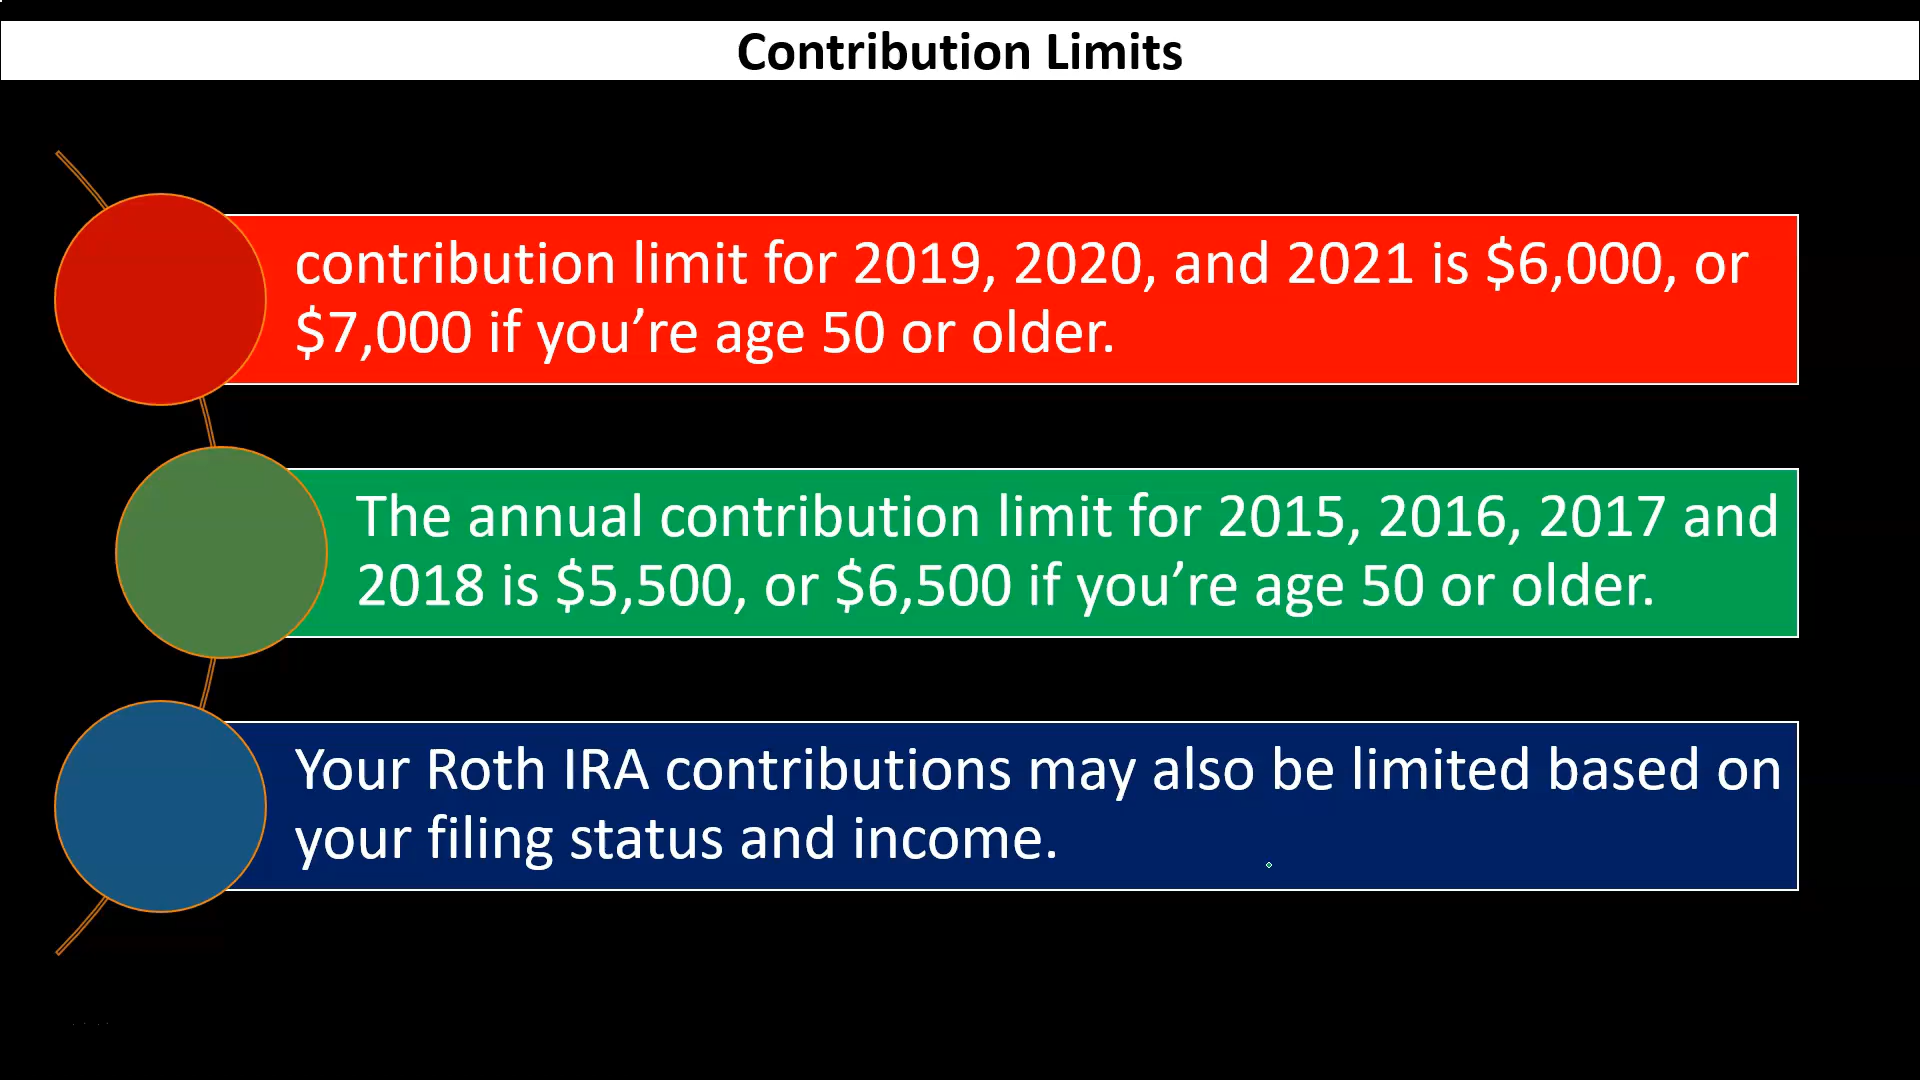 Contribution Limits
contribution limit for 2019, 2020, and 2021 is $6,000, or
$7,000 if you’re age 50 or older.
The annual contribution limit for 2015, 2016, 2017 and
2018 is $5,500, or $6,500 if you’re age 50 or older.
Your Roth IRA contributions may also be limited based on
your filing status and income.